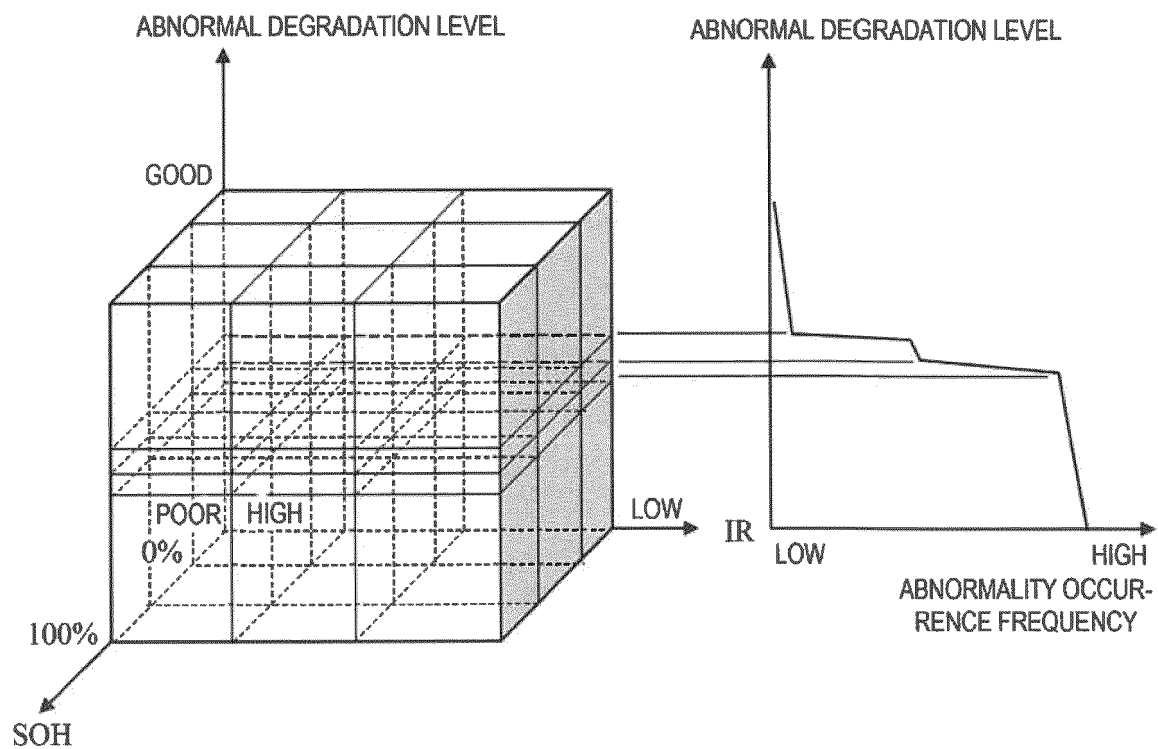 ABNORMAL DEGRADATION LEVEL
ABNORMAL DEGRADATION LEVEL
GOOD
POOR HIGH
LOW
IR
0%
LOW
HIGH
ABNORMALITY OCCUR-
RENCE FREQUENCY
100%
SOH